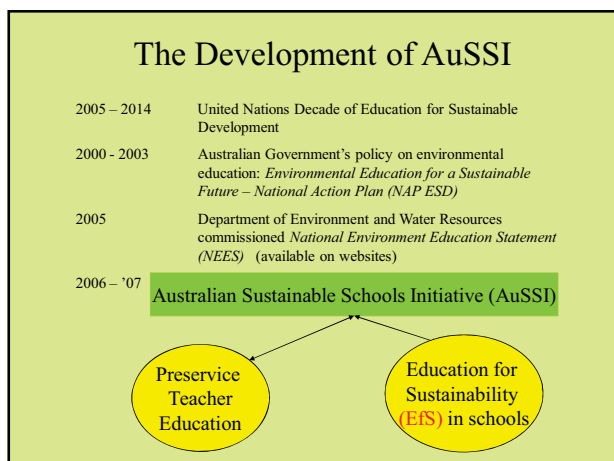 The Development of AuSSI
2005 – 2014 United Nations Decade of Education for Sustainable
Development
2000 - 2003 Australian Government's policy on environmental
education: Environmental Education for a Sustainable
Future – National Action Plan (NAP ESD)
2005 Department of Environment and Water Resources
commissioned National Environment Education Statement
(NEES) (available on websites)
2006 – '07 Australian Sustainable Schools Initiative (AuSSI)
Preservice
Teacher
Education
Education for
Sustainability
(EfS) in schools